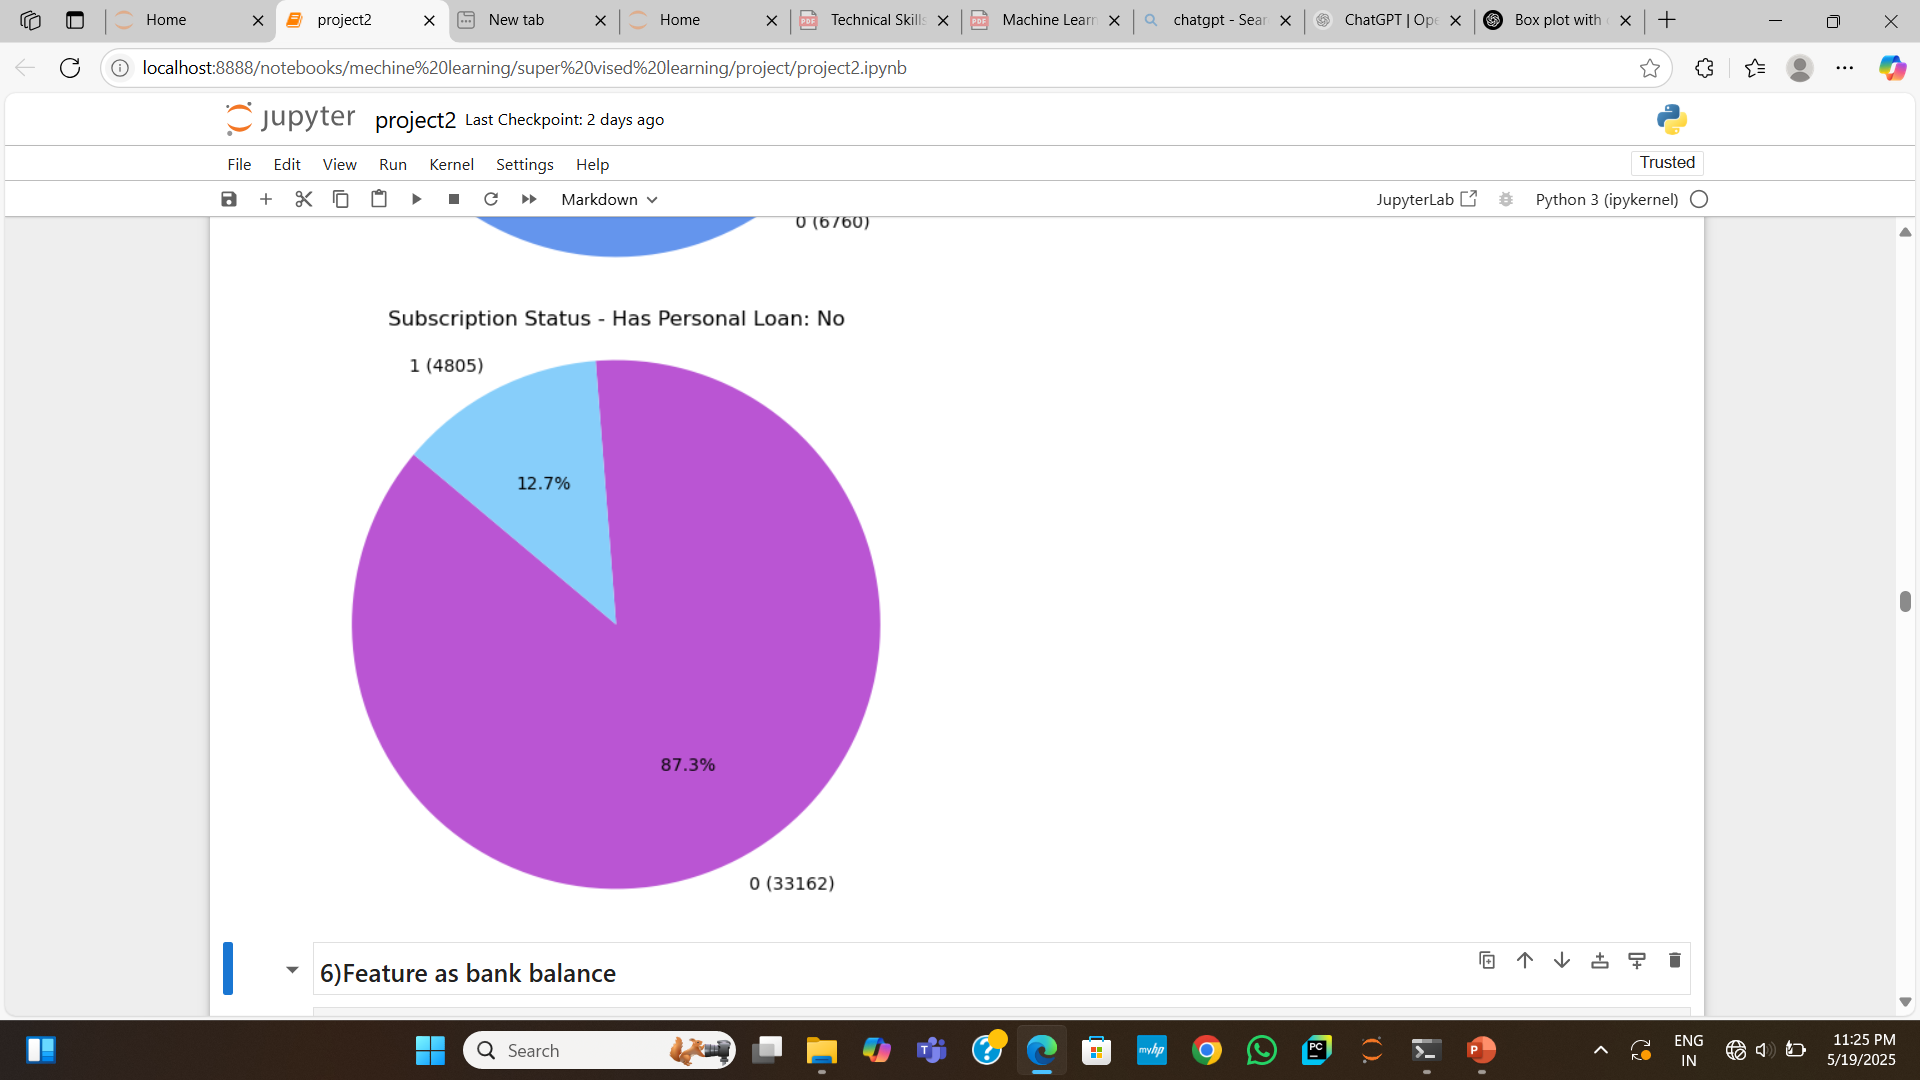 Home
project2
New tab
Home
Technical Skills
Machine Learn
chatgpt - Sear
ChatGPT | Ope
Box plot with
localhost:8888/notebooks/mechine%20learning/super%20vised%20learning/project/project2.ipynb
jupyter project2 Last Checkpoint: 2 days ago
File Edit View Run Kernel Settings Help
Trusted
Markdown
JupyterLab
Python 3 (ipykernel)
0 (6760)
Subscription Status - Has Personal Loan: No
1 (4805)
12.7%
87.3%
0 (33162)
6)Feature as bank balance
Search
ENG
IN
11:25 PM
5/19/2025